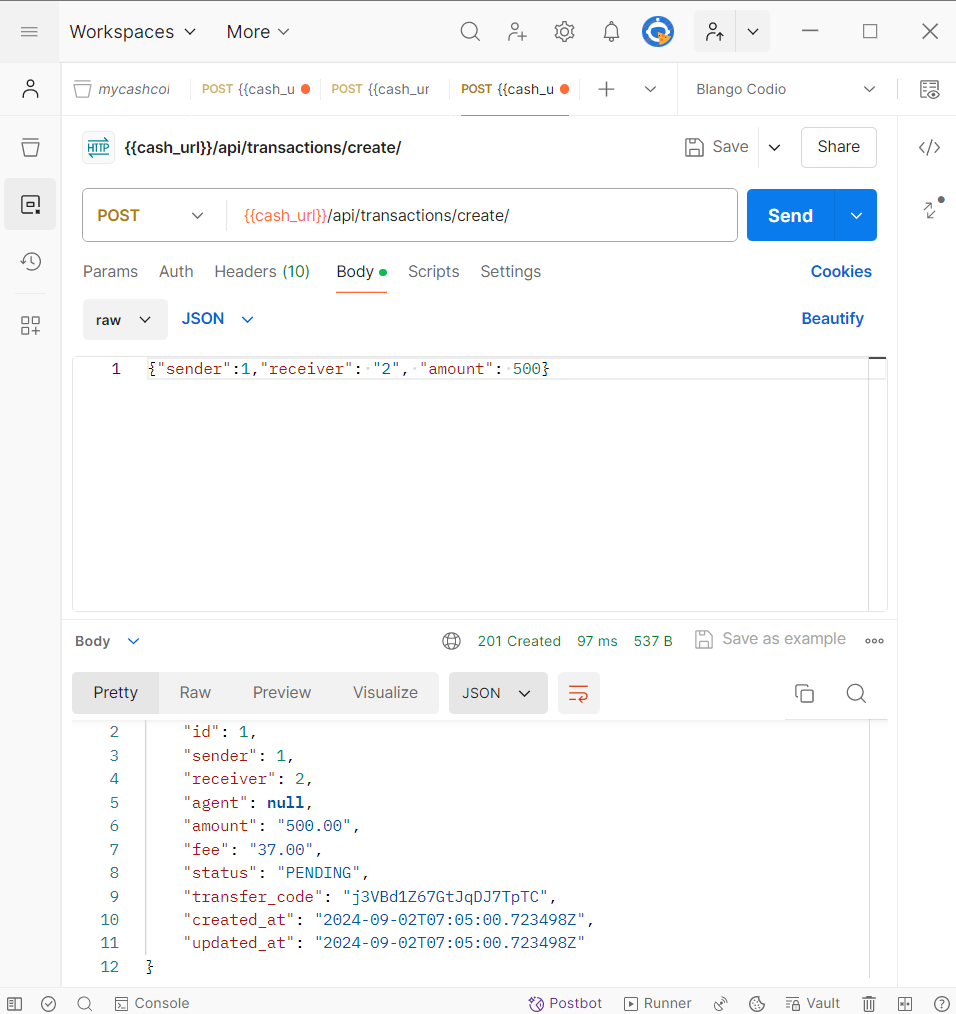 Workspaces More
mycashcol POST {{cash_u POST {{cash_ur POST {{cash_u Blango Codio
HTTP {{cash_url}}/api/transactions/create/ Save Share
POST {{cash_url}}/api/transactions/create/ Send
Params Auth Headers (10) Body Scripts Settings Cookies
raw JSON Beautify
1 {"sender":1,"receiver": "2", "amount": 500}
Body 201 Created 97 ms 537 B Save as example
Pretty Raw Preview Visualize JSON
2 "id": 1,
3 "sender": 1,
4 "receiver": 2,
5 "agent": null,
6 "amount": "500.00",
7 "fee": "37.00",
8 "status": "PENDING",
9 "transfer_code": "j3VBd1Z67GtJqDJ7TpTC",
10 "created_at": "2024-09-02T07:05:00.723498Z",
11 "updated_at": "2024-09-02T07:05:00.723498Z"
12 }
Console Postbot Runner Vault